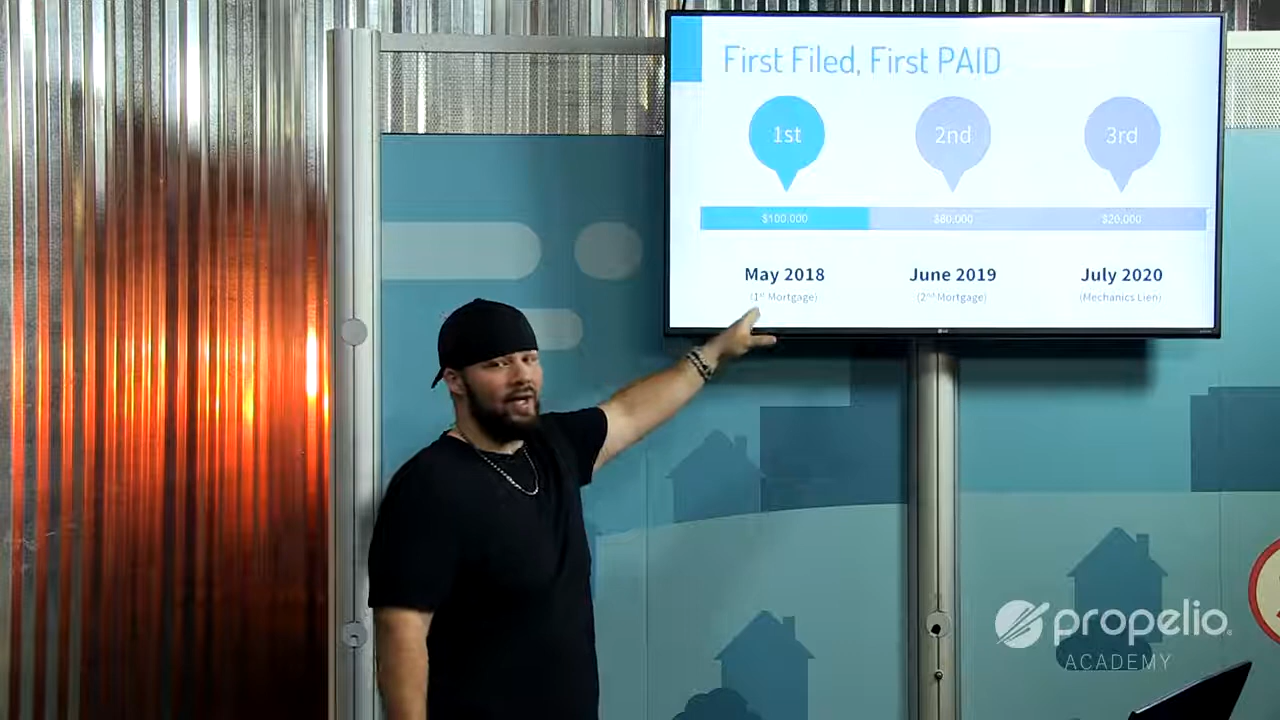 First Filed, First PAID
1st 2nd 3rd
$100,000 $80,000 $20,000
May 2018 June 2019 July 2020
(1st Mortgage) (2nd Mortgage) (Mechanics Lien)
LG
propelio
ACADEMY